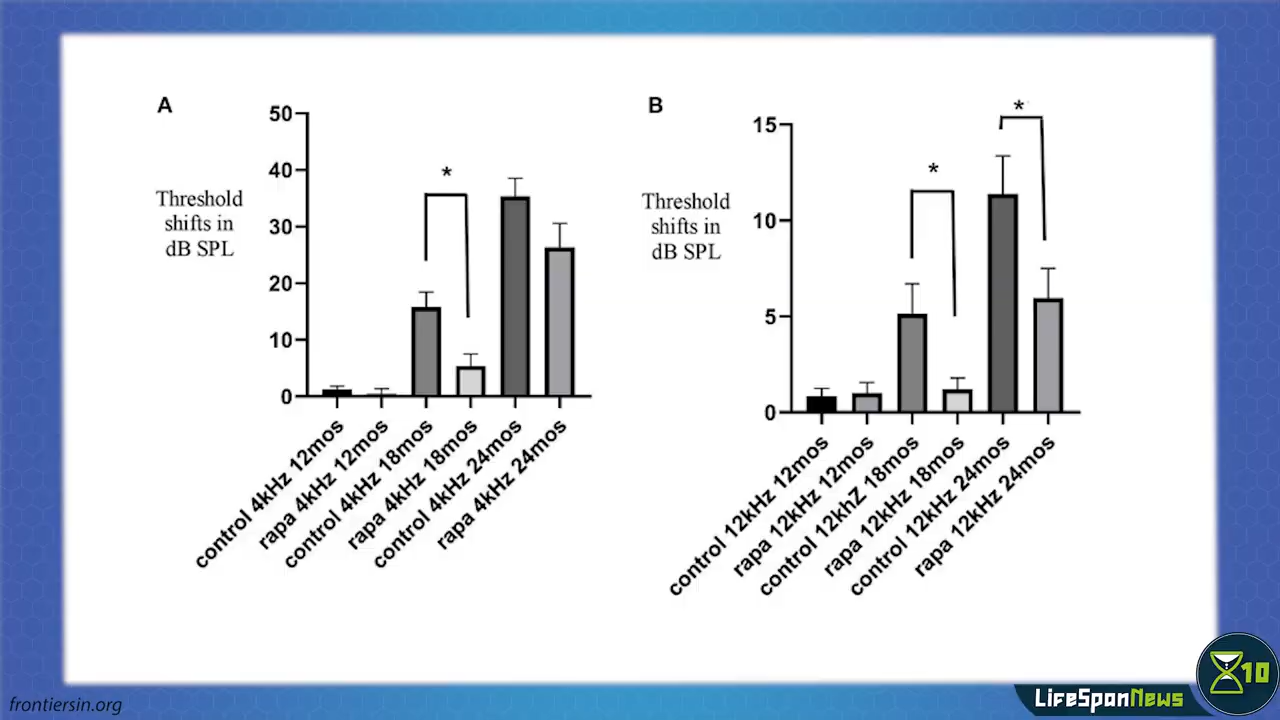 A
50
40
30
20
10
0
Threshold
shifts in
dB SPL
*
control 4kHz 12mos
rapa 4kHz 12mos
control 4kHz 18mos
rapa 4kHz 18mos
control 4kHz 24mos
rapa 4kHz 24mos
B
15
10
5
0
Threshold
shifts in
dB SPL
*
*
control 12kHz 12mos
rapa 12kHz 12mos
control 12khZ 18mos
rapa 12kHz 18mos
control 12kHz 24mos
rapa 12kHz 24mos
frontiersin.org
LifeSpanNews
10